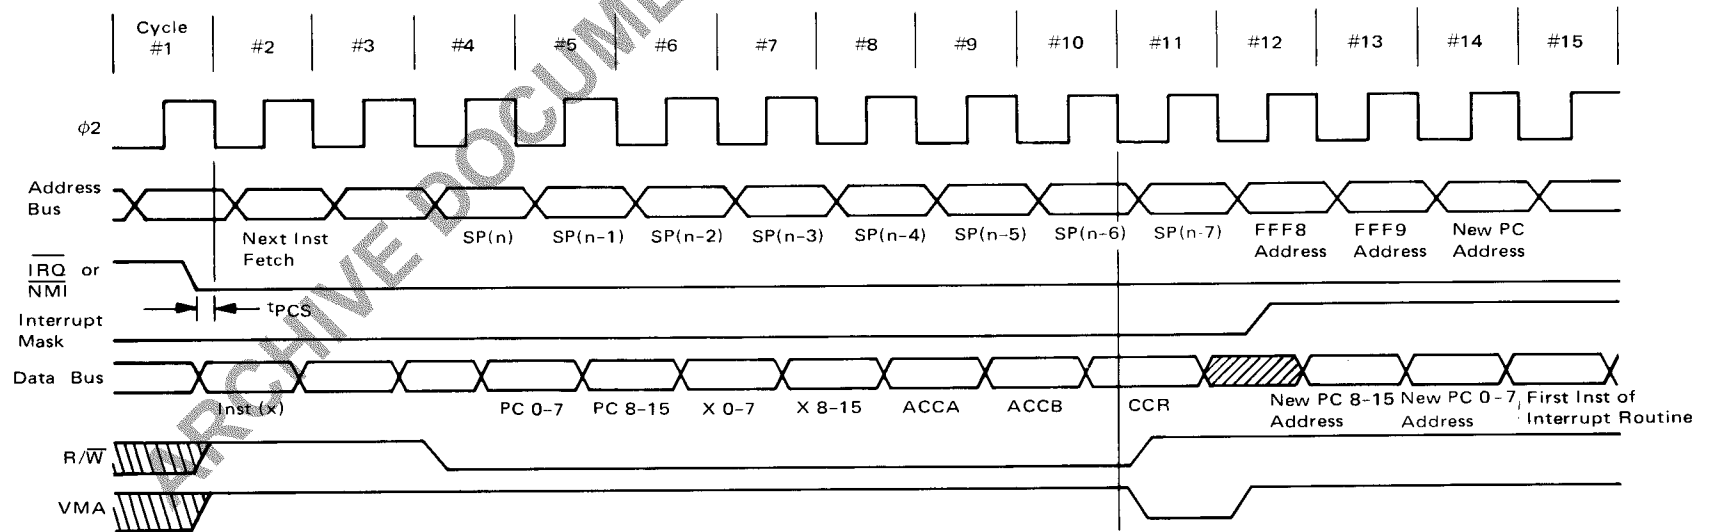 Cycle
#1 #2 #3 #4 #5 #6 #7 #8 #9 #10 #11 #12 #13 #14 #15
φ2
Address
Bus
Next Inst
Fetch
SP(n) SP(n-1) SP(n-2) SP(n-3) SP(n-4) SP(n-5) SP(n-6) SP(n-7)
FFF8
Address
FFF9
Address
New PC
Address
IRQ or
NMI
tPCS
Interrupt
Mask
Data Bus
Inst (x) PC 0-7 PC 8-15 X 0-7 X 8-15 ACCA ACCB CCR
New PC 8-15
Address
New PC 0-7
Address
First Inst of
Interrupt Routine
R/W
VMA
ARCHIVE DOCUME